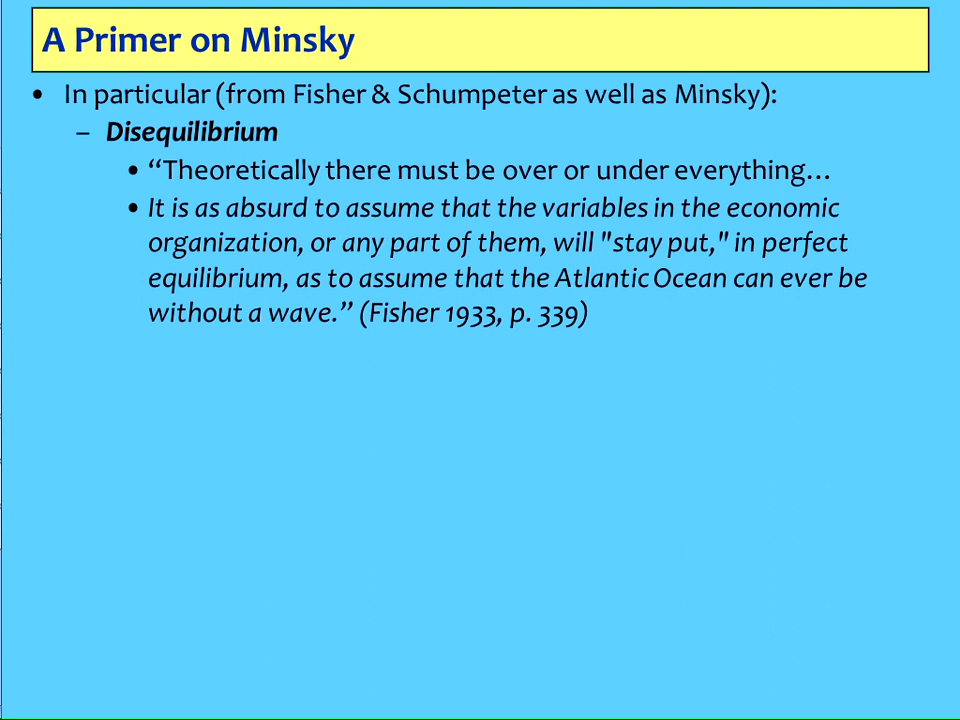 A Primer on Minsky
• In particular (from Fisher & Schumpeter as well as Minsky):
– Disequilibrium
• “Theoretically there must be over or under everything…
• It is as absurd to assume that the variables in the economic
organization, or any part of them, will "stay put," in perfect
equilibrium, as to assume that the Atlantic Ocean can ever be
without a wave.” (Fisher 1933, p. 339)